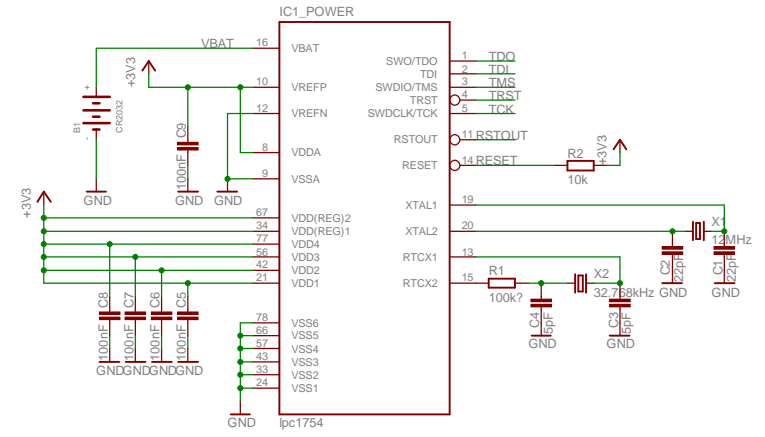 IC1_POWER
VBAT 16 VBAT
+3V3
10 VREFP
12 VREFN
8 VDDA
9 VSSA
B1 + - CR2032
C9 100nF
GND GND GND
+3V3
67 VDD(REG)2
34 VDD(REG)1
77 VDD4
56 VDD3
42 VDD2
21 VDD1
C8 C7 C6 C5
100nF 100nF 100nF 100nF
GND GND GND GND
78 VSS6
66 VSS5
57 VSS4
43 VSS3
33 VSS2
24 VSS1
GND
lpc1754
SWO/TDO 1 TDO
TDI 2 TDI
SWDIO/TMS 3 TMS
TRST 4 TRST
SWDCLK/TCK 5 TCK
RSTOUT 11 RSTOUT
RESET 14 RESET
R2
10k
+3V3
XTAL1 19
XTAL2 20
X1
12MHz
C2 C1
22pF 22pF
GND GND
RTCX1 13
RTCX2 15
R1
100k?
X2
32.768kHz
C4 C3
5pF 5pF
GND GND